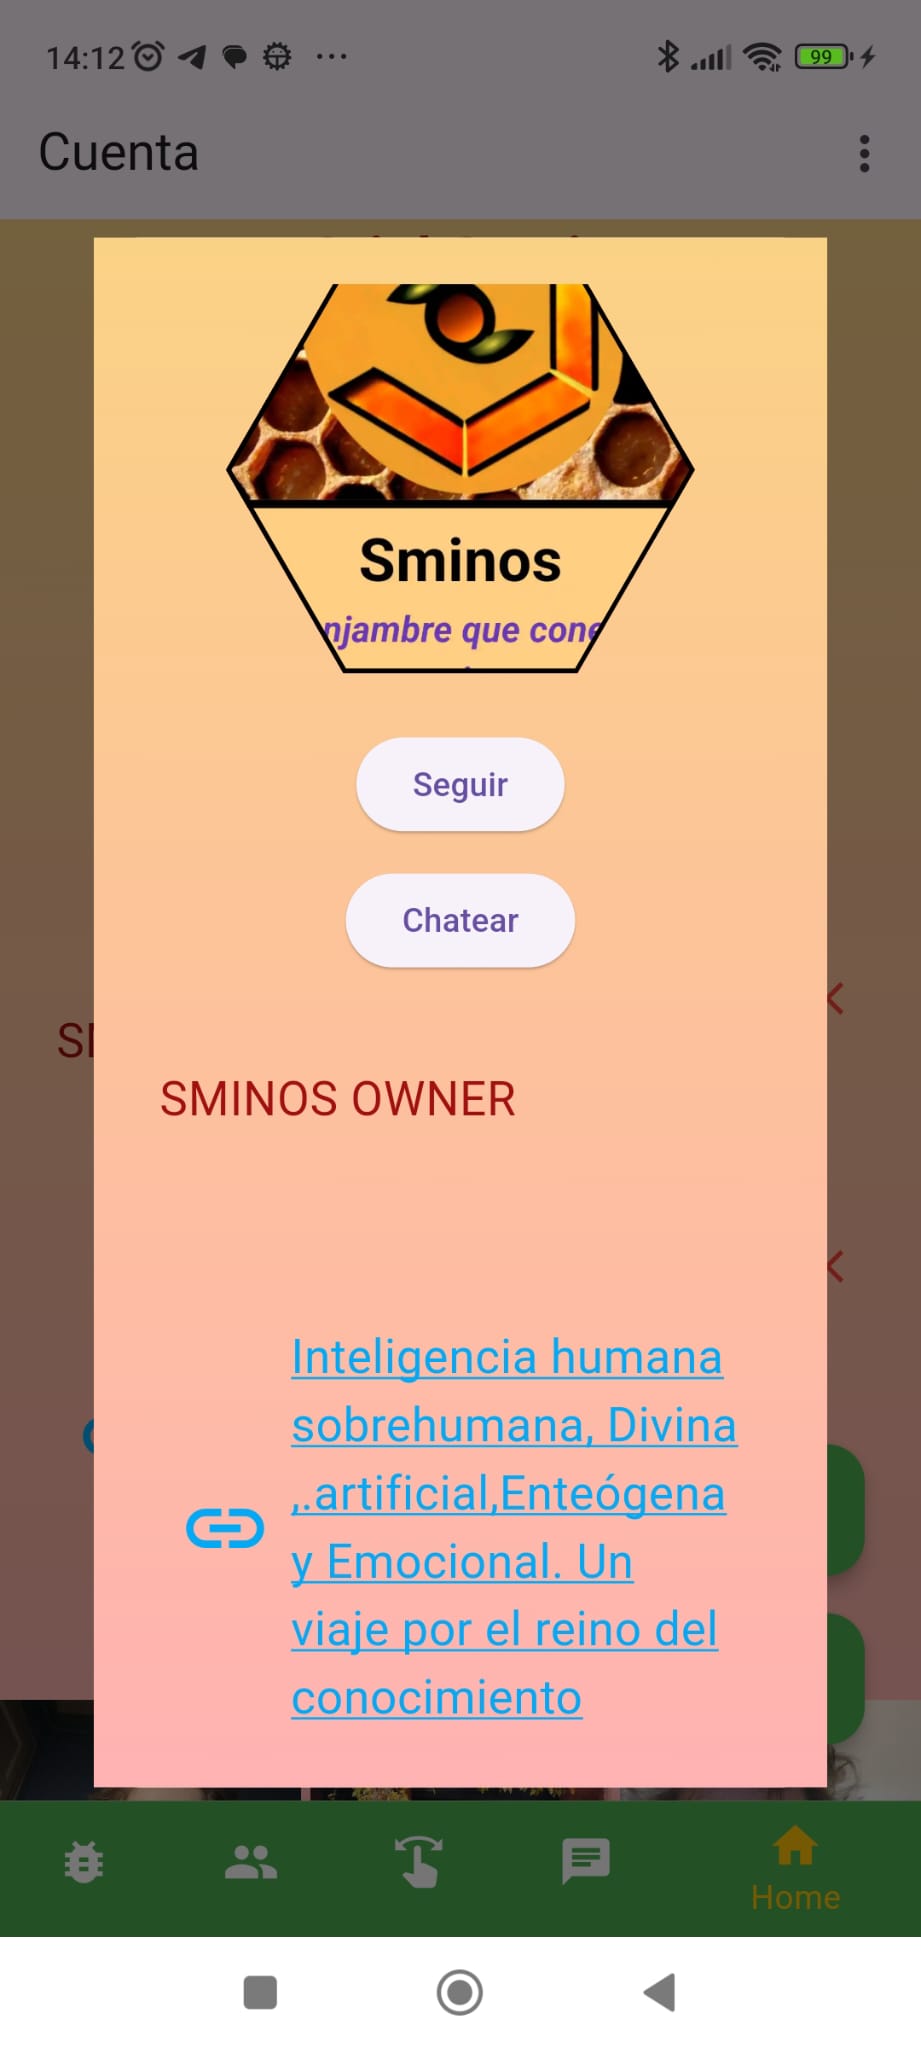 14:12
99
Cuenta
Sminos
njambre que cone
Seguir
Chatear
SMINOS OWNER
Inteligencia humana
sobrehumana, Divina
,.artificial,Enteógena
y Emocional. Un
viaje por el reino del
conocimiento
Home